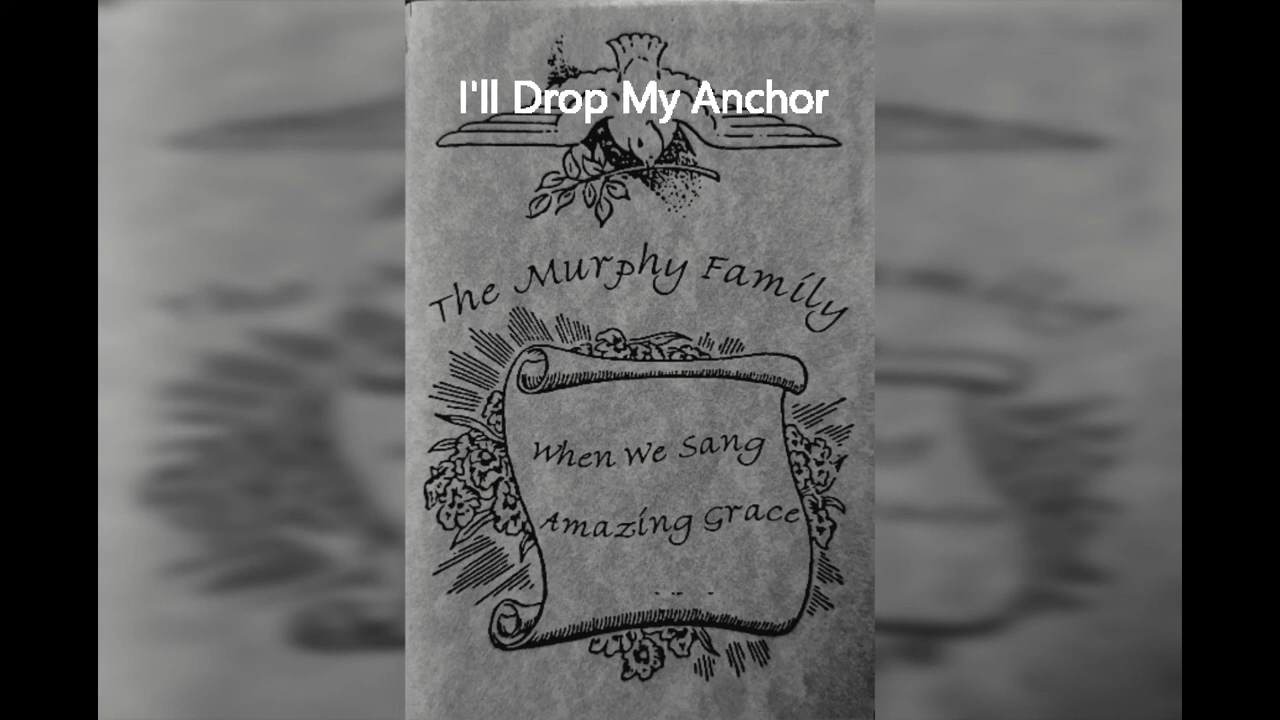 I'll Drop My Anchor
The Murphy Family
When We Sang
Amazing Grace